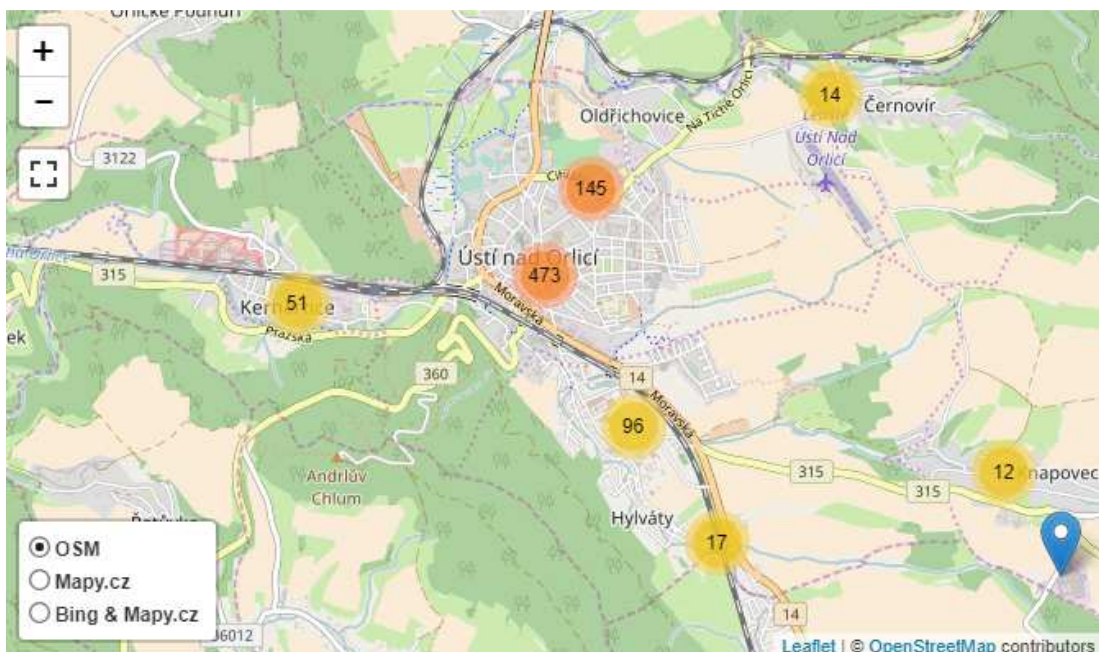 +
−
3122
Oldřichovice
Na Tiché Orlici
14
Černovír
Ústí Nad
Orlicí
145
Ústí nad Orlicí
473
315
51
Pražská
Moravská
360
14
Moravská
96
Andrlův
Chlum
315
315
12
Hylváty
17
14
OSM
Mapy.cz
Bing & Mapy.cz
Leaflet | © OpenStreetMap contributors